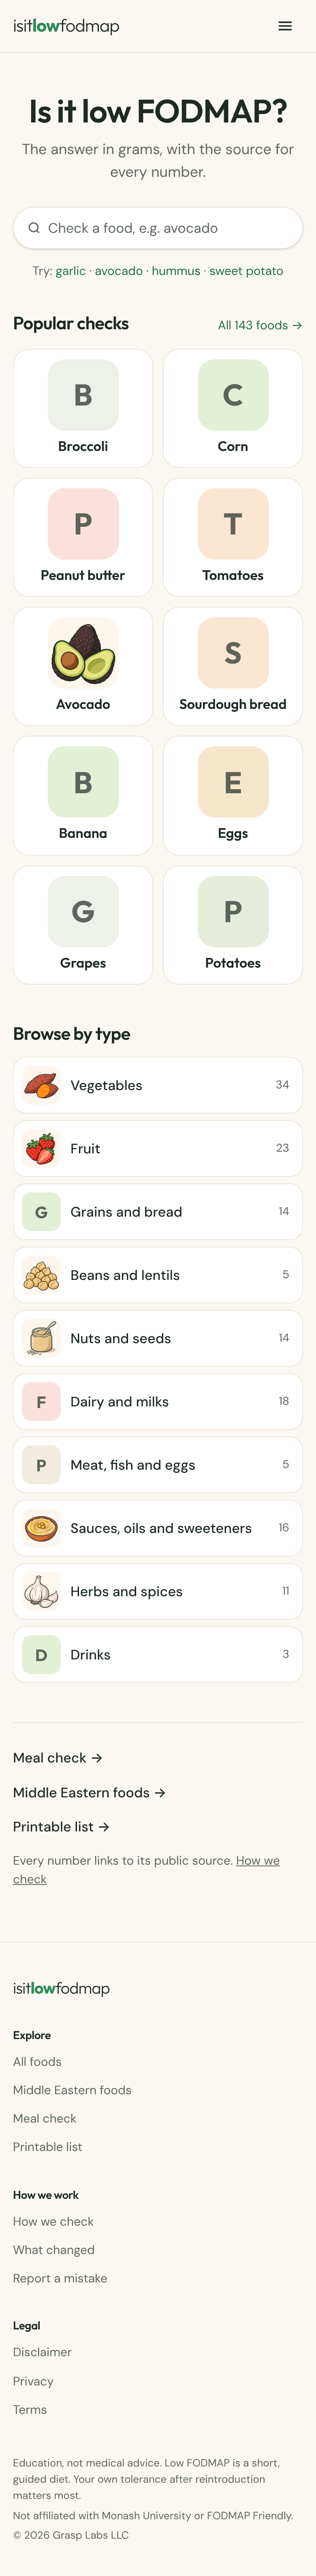 isitlowfodmap
Is it low FODMAP?
The answer in grams, with the source for
every number.
Check a food, e.g. avocado
Try: garlic · avocado · hummus · sweet potato
Popular checks
All 143 foods →
B
Broccoli
C
Corn
P
Peanut butter
T
Tomatoes
Avocado
S
Sourdough bread
B
Banana
E
Eggs
G
Grapes
P
Potatoes
Browse by type
Vegetables 34
Fruit 23
G Grains and bread 14
Beans and lentils 5
Nuts and seeds 14
F Dairy and milks 18
P Meat, fish and eggs 5
Sauces, oils and sweeteners 16
Herbs and spices 11
D Drinks 3
Meal check →
Middle Eastern foods →
Printable list →
Every number links to its public source. How we
check
isitlowfodmap
Explore
All foods
Middle Eastern foods
Meal check
Printable list
How we work
How we check
What changed
Report a mistake
Legal
Disclaimer
Privacy
Terms
Education, not medical advice. Low FODMAP is a short,
guided diet. Your own tolerance after reintroduction
matters most.
Not affiliated with Monash University or FODMAP Friendly.
© 2026 Grasp Labs LLC